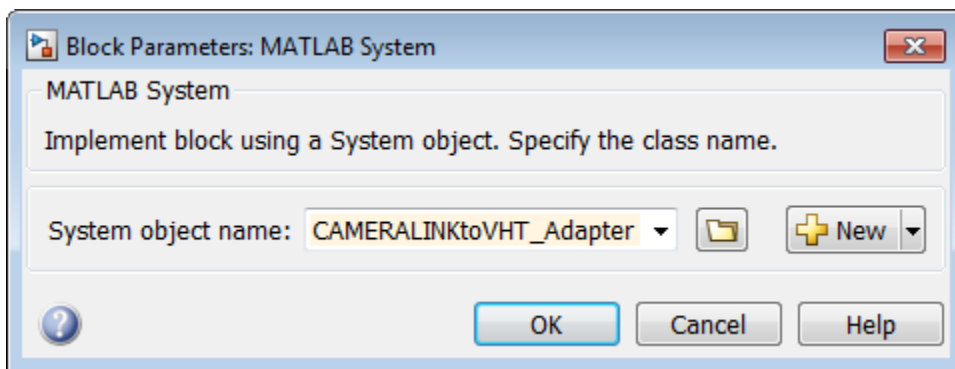 Block Parameters: MATLAB System
MATLAB System
Implement block using a System object. Specify the class name.
System object name: CAMERALINKtoVHT_Adapter New
OK Cancel Help